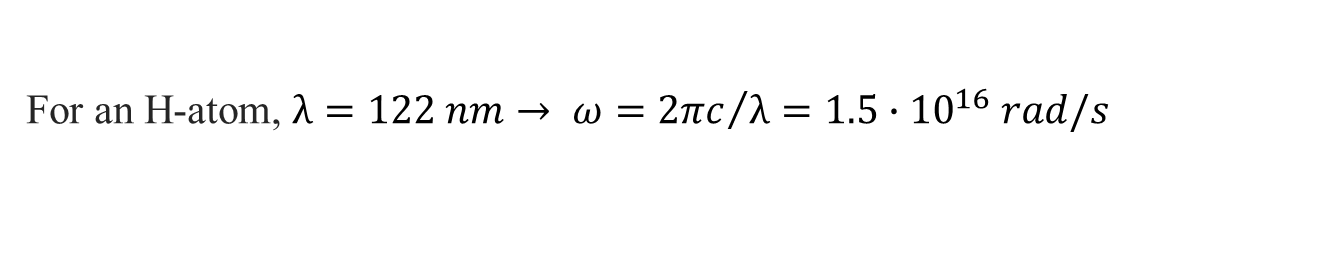 For an H-atom, λ = 122 nm → ω = 2πc/λ = 1.5 · 10¹⁶ rad/s